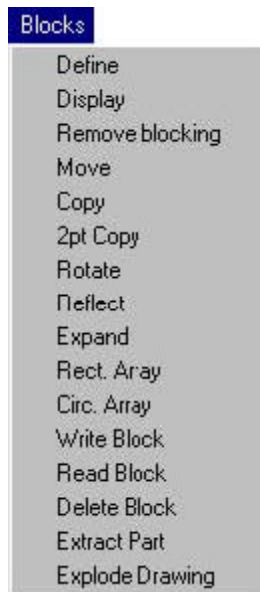 Blocks
Define
Display
Remove blocking
Move
Copy
2pt Copy
Rotate
Reflect
Expand
Rect. Array
Circ. Array
Write Block
Read Block
Delete Block
Extract Part
Explode Drawing